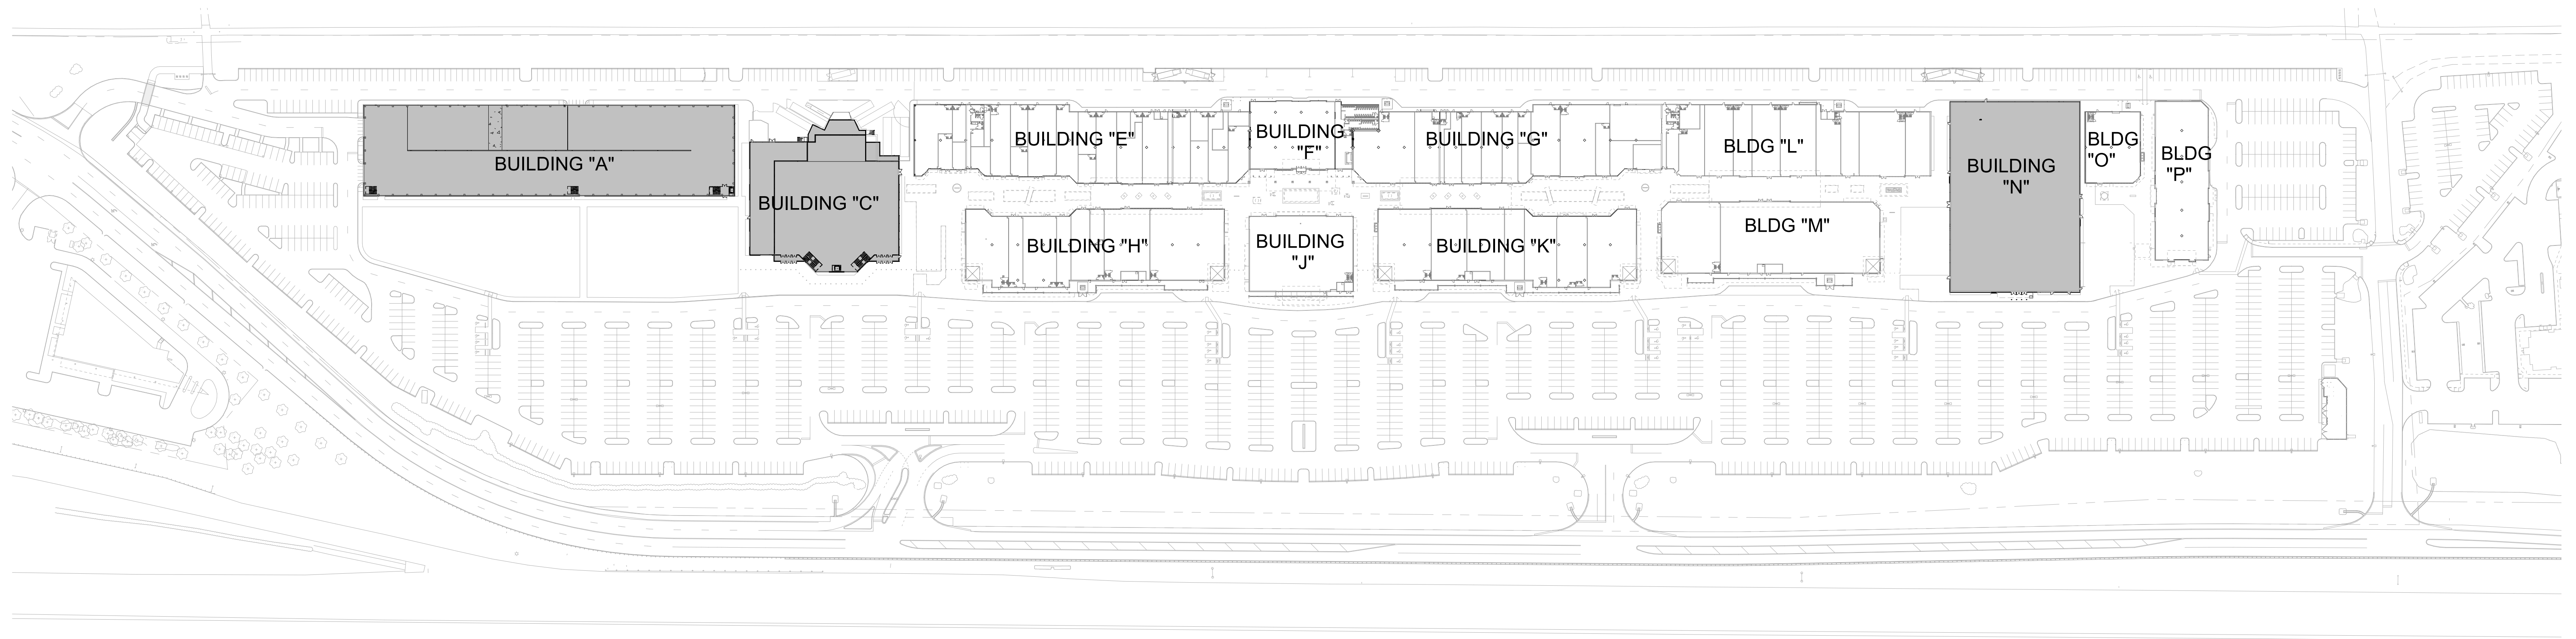 BUILDING "A"
BUILDING "C"
BUILDING "E"
BUILDING
"F"
BUILDING "G"
BLDG "L"
BUILDING
"N"
BLDG
"O"
BLDG
"P"
BUILDING "H"
BUILDING
"J"
BUILDING "K"
BLDG "M"